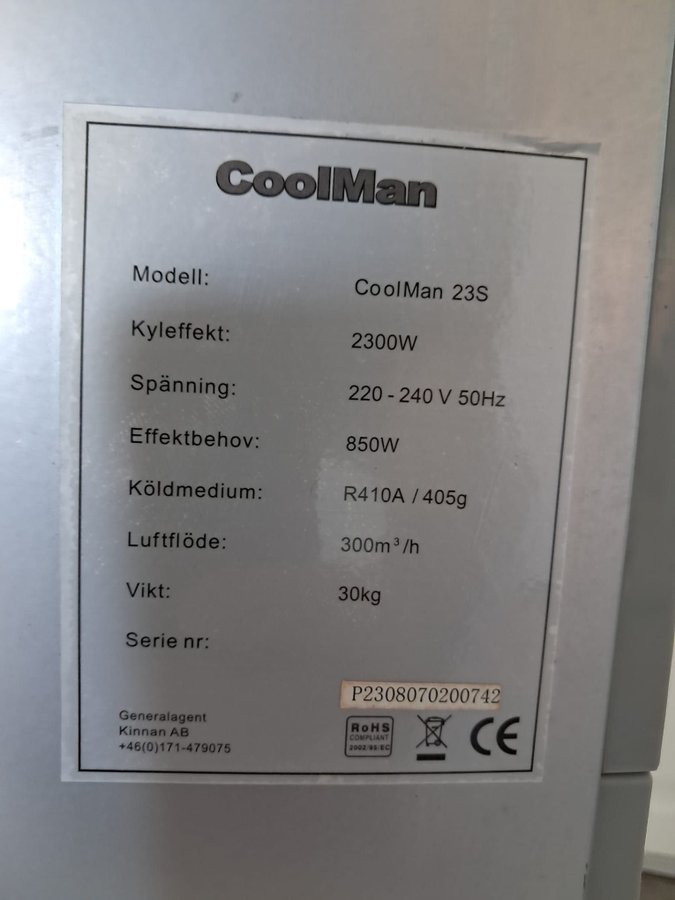 CoolMan
Modell: CoolMan 23S
Kyleffekt: 2300W
Spänning: 220 - 240 V 50Hz
Effektbehov: 850W
Köldmedium: R410A / 405g
Luftflöde: 300m³/h
Vikt: 30kg
Serie nr:
P2308070200742
Generalagent
Kinnan AB
+46(0)171-479075
RoHS
COMPLIANT
2002/95/EC
CE